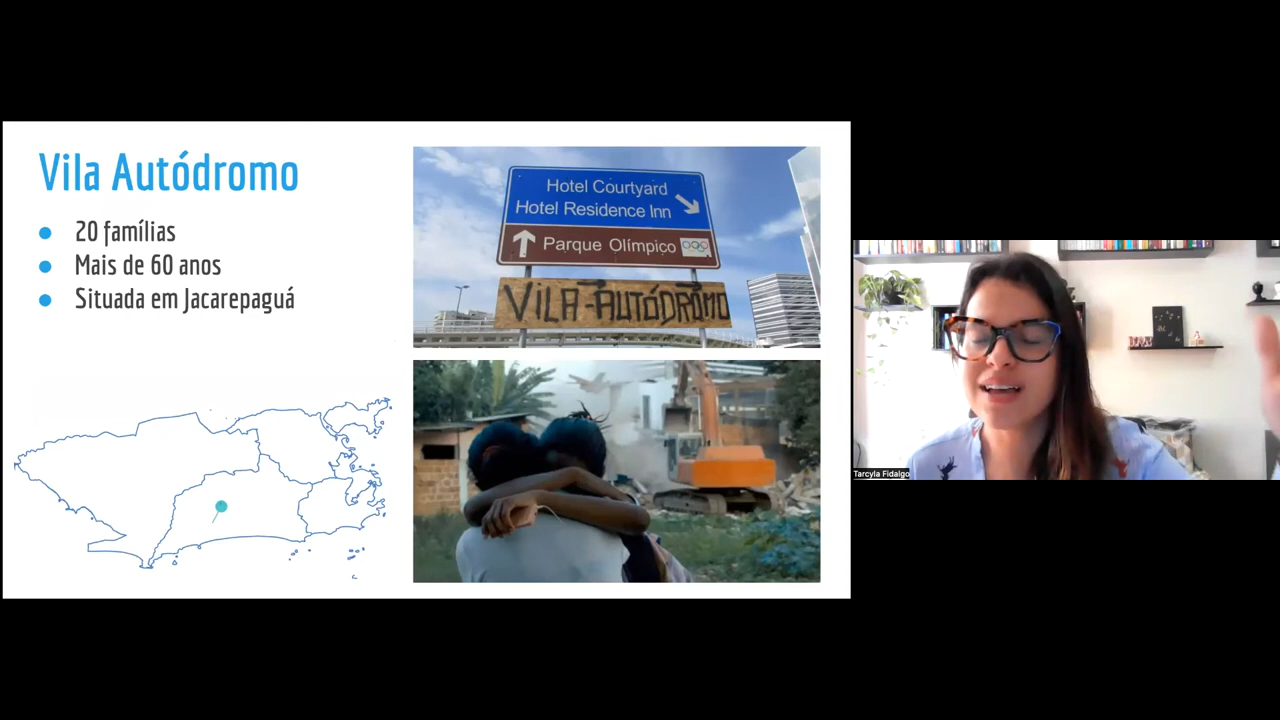 Vila Autódromo
20 famílias
Mais de 60 anos
Situada em Jacarepaguá
Hotel Courtyard
Hotel Residence Inn
Parque Olímpico
VILA AUTÓDROMO
Tarcyla Fidalgo